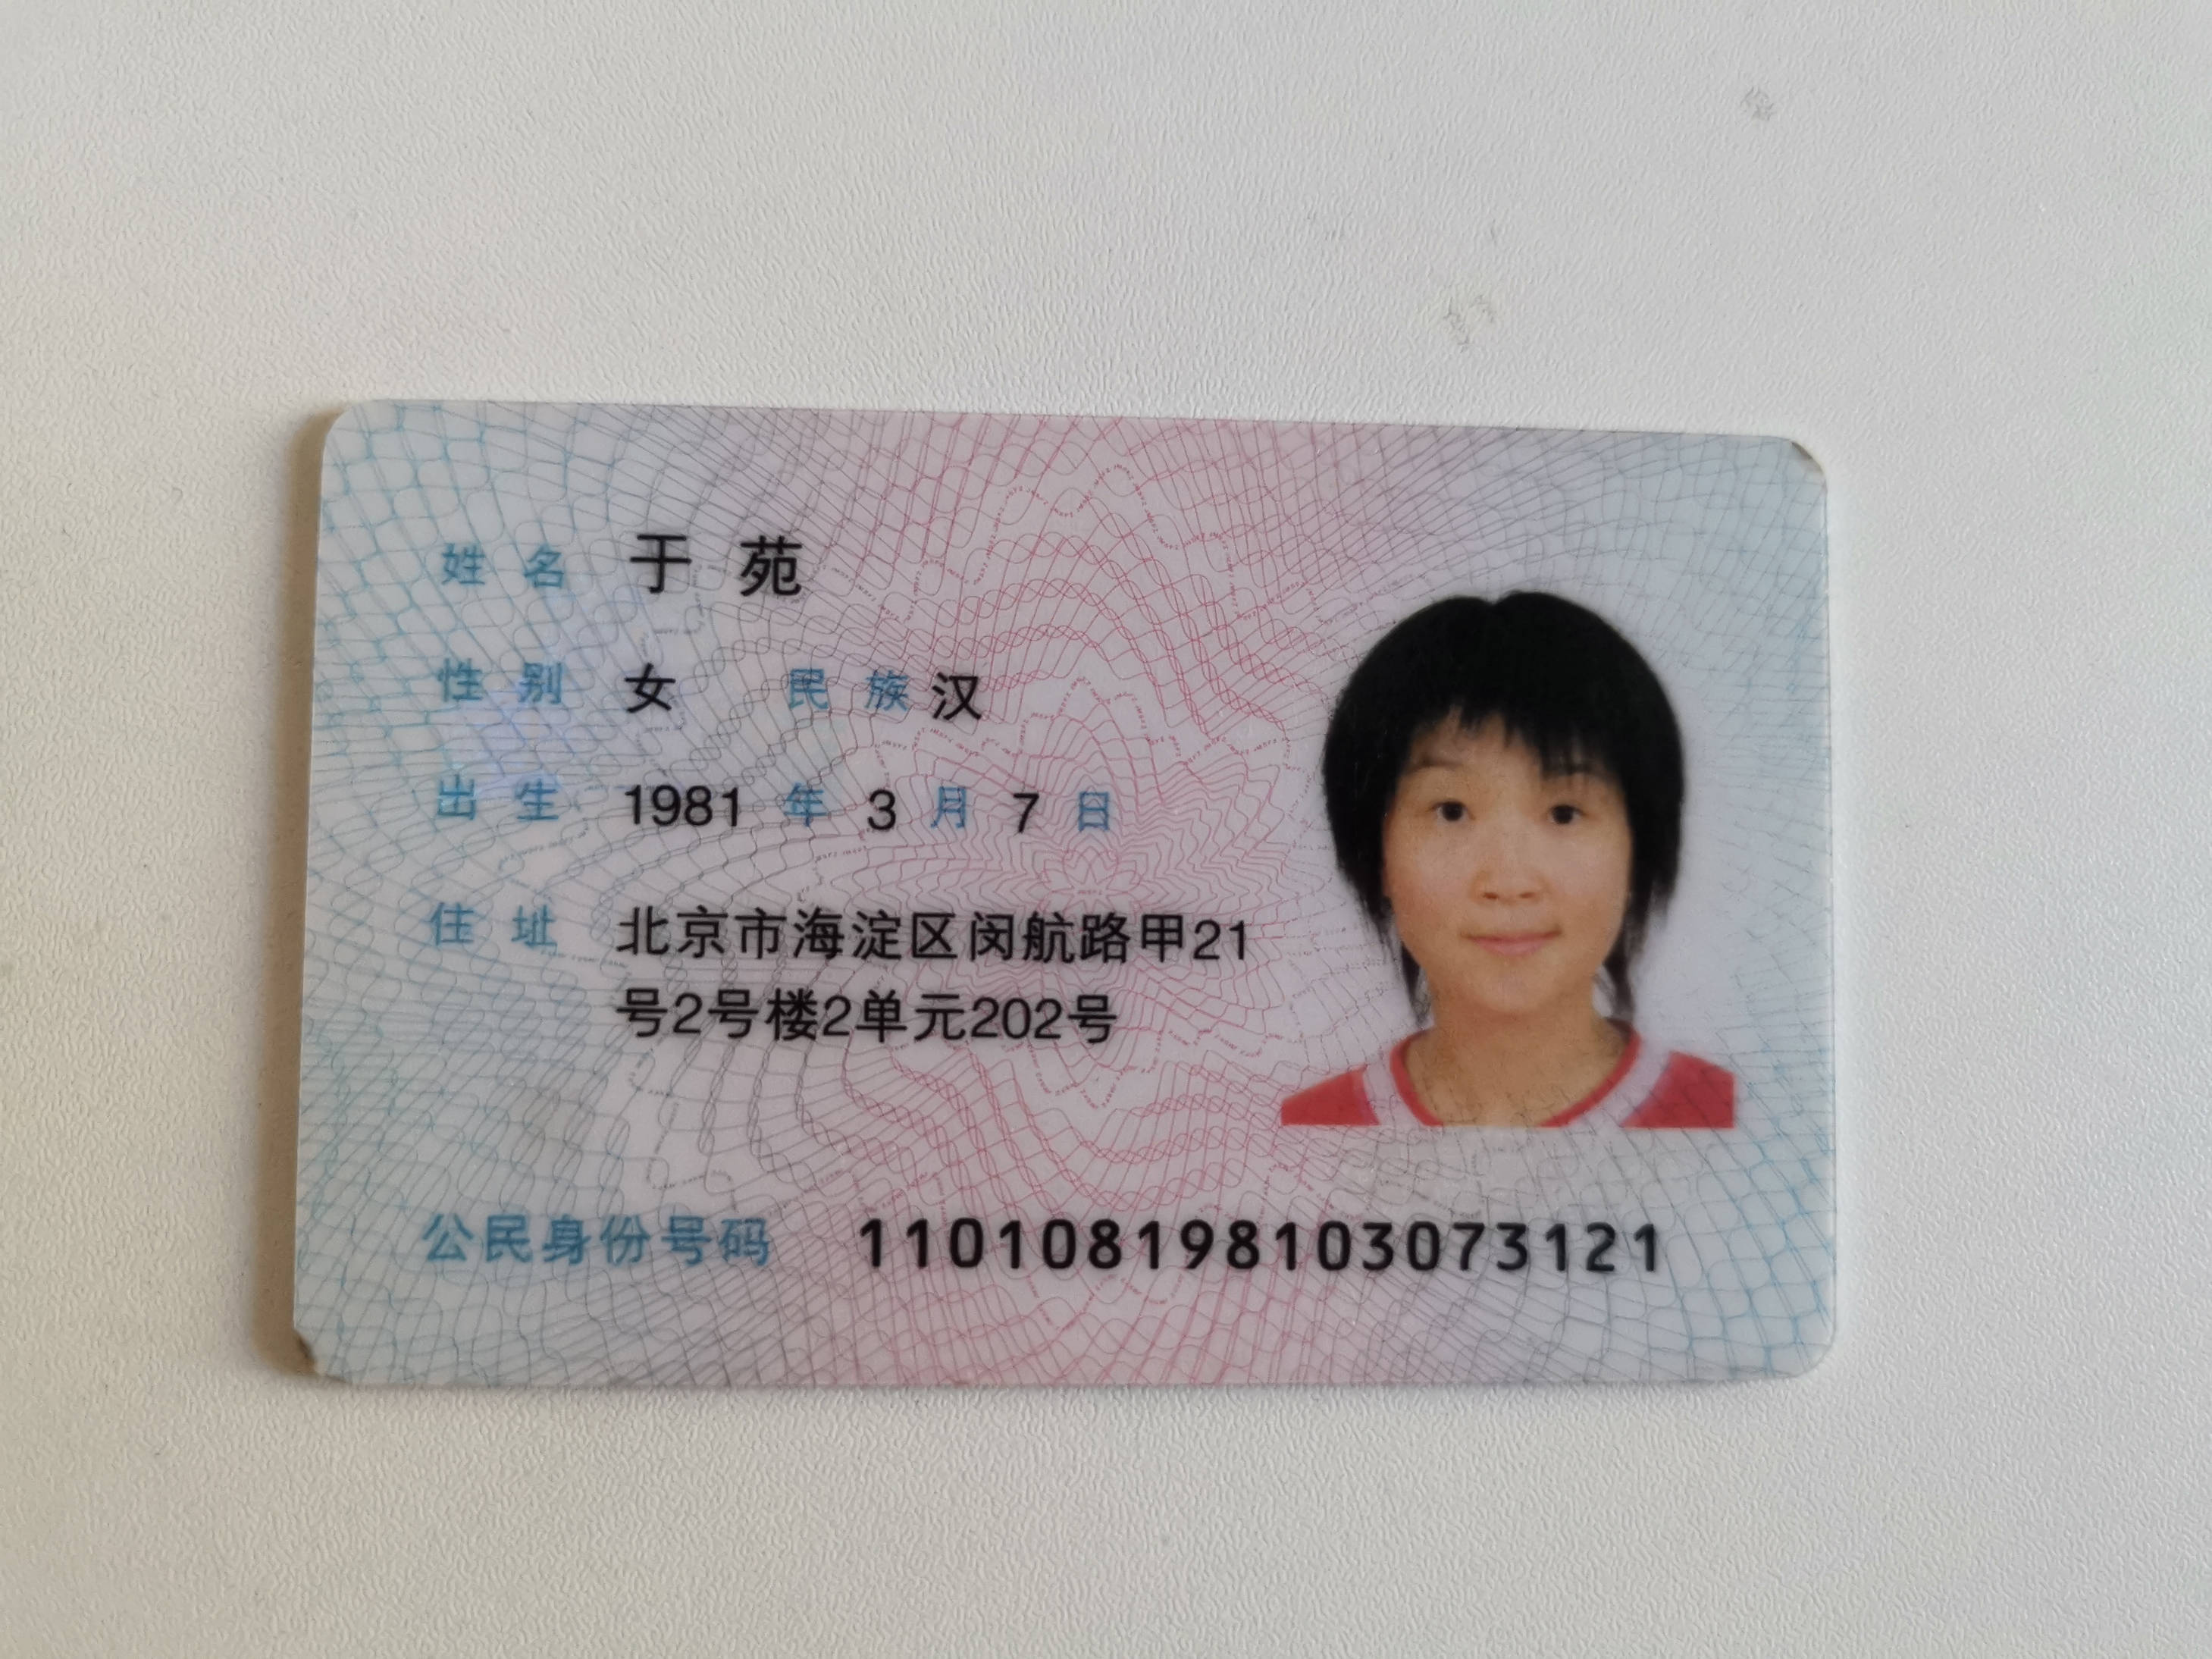 姓名 于苑
性别 女 民族 汉
出生 1981 年 3 月 7 日
住址 北京市海淀区闵航路甲21
号2号楼2单元202号
公民身份号码 110108198103073121